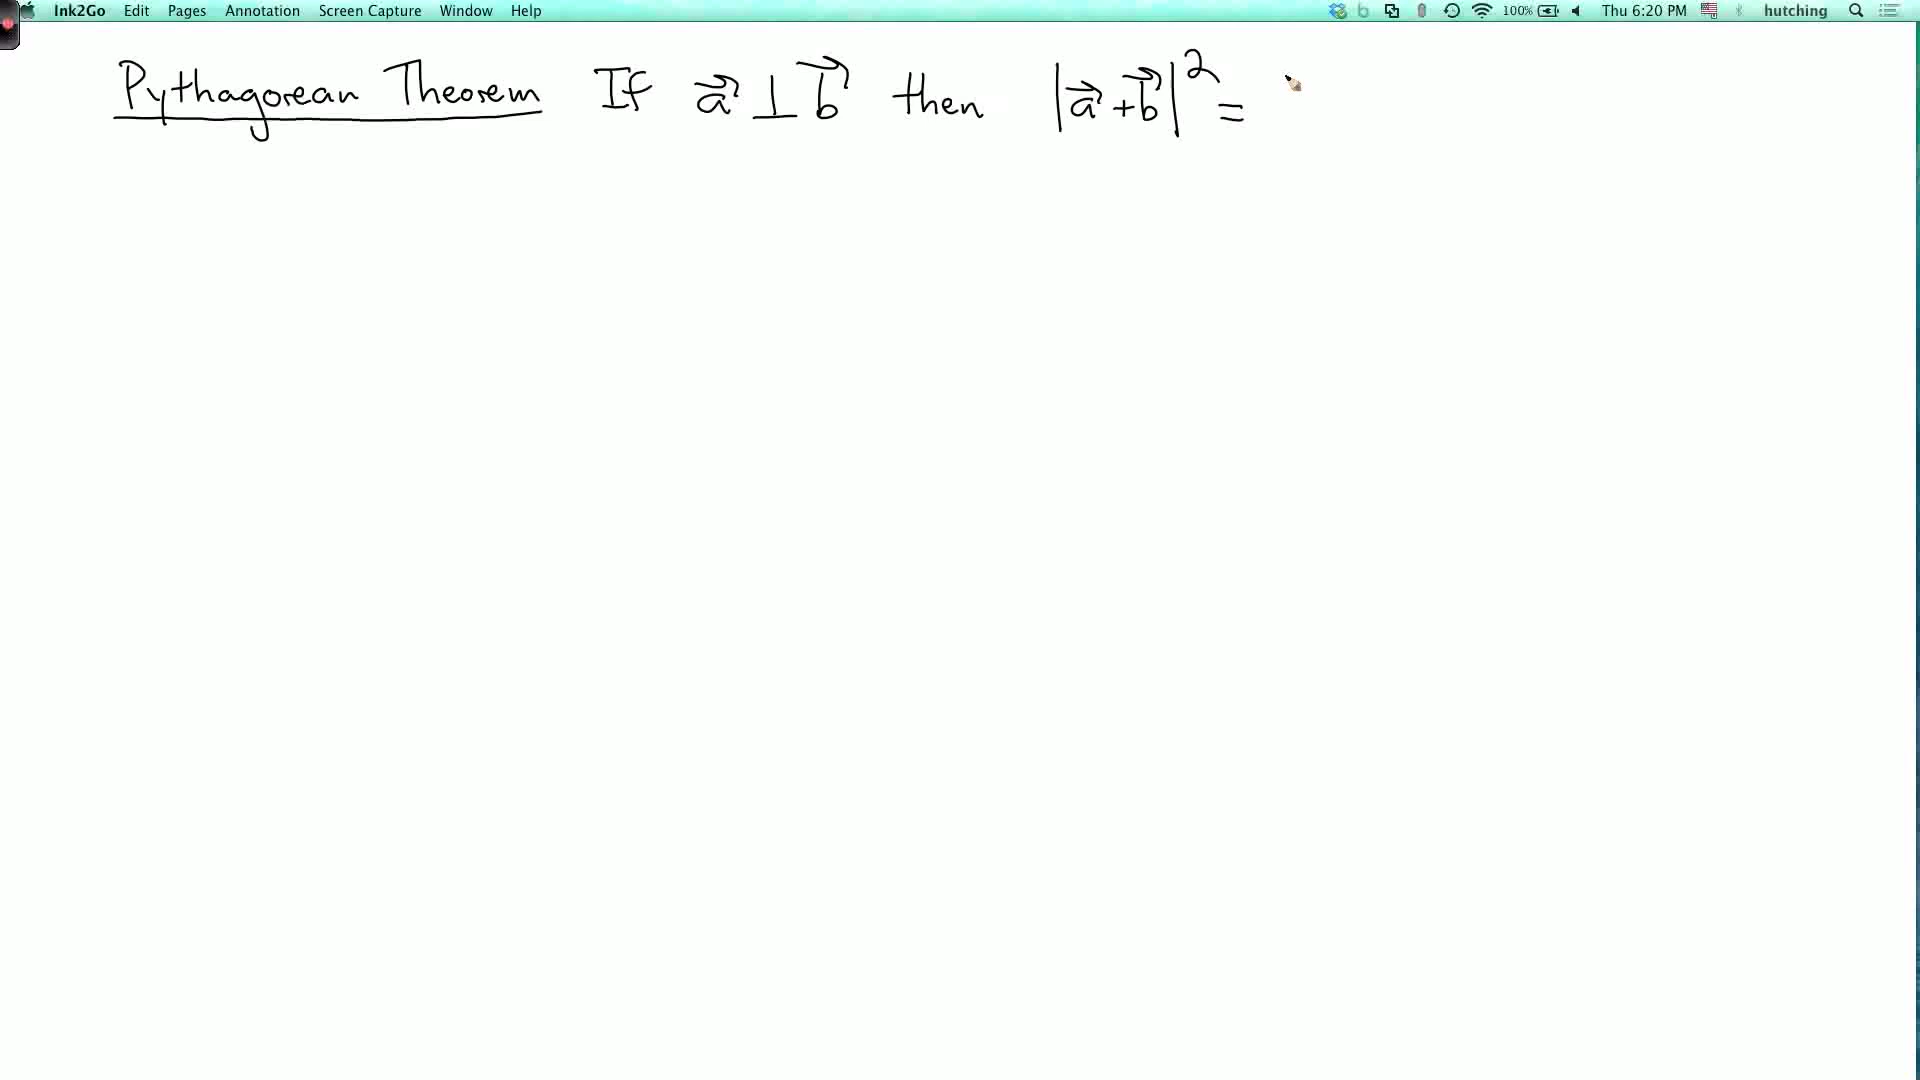 Ink2Go Edit Pages Annotation Screen Capture Window Help 100% Thu 6:20 PM hutching
Pythagorean Theorem If a⃗ ⊥ b⃗ then |a⃗ + b⃗|² =